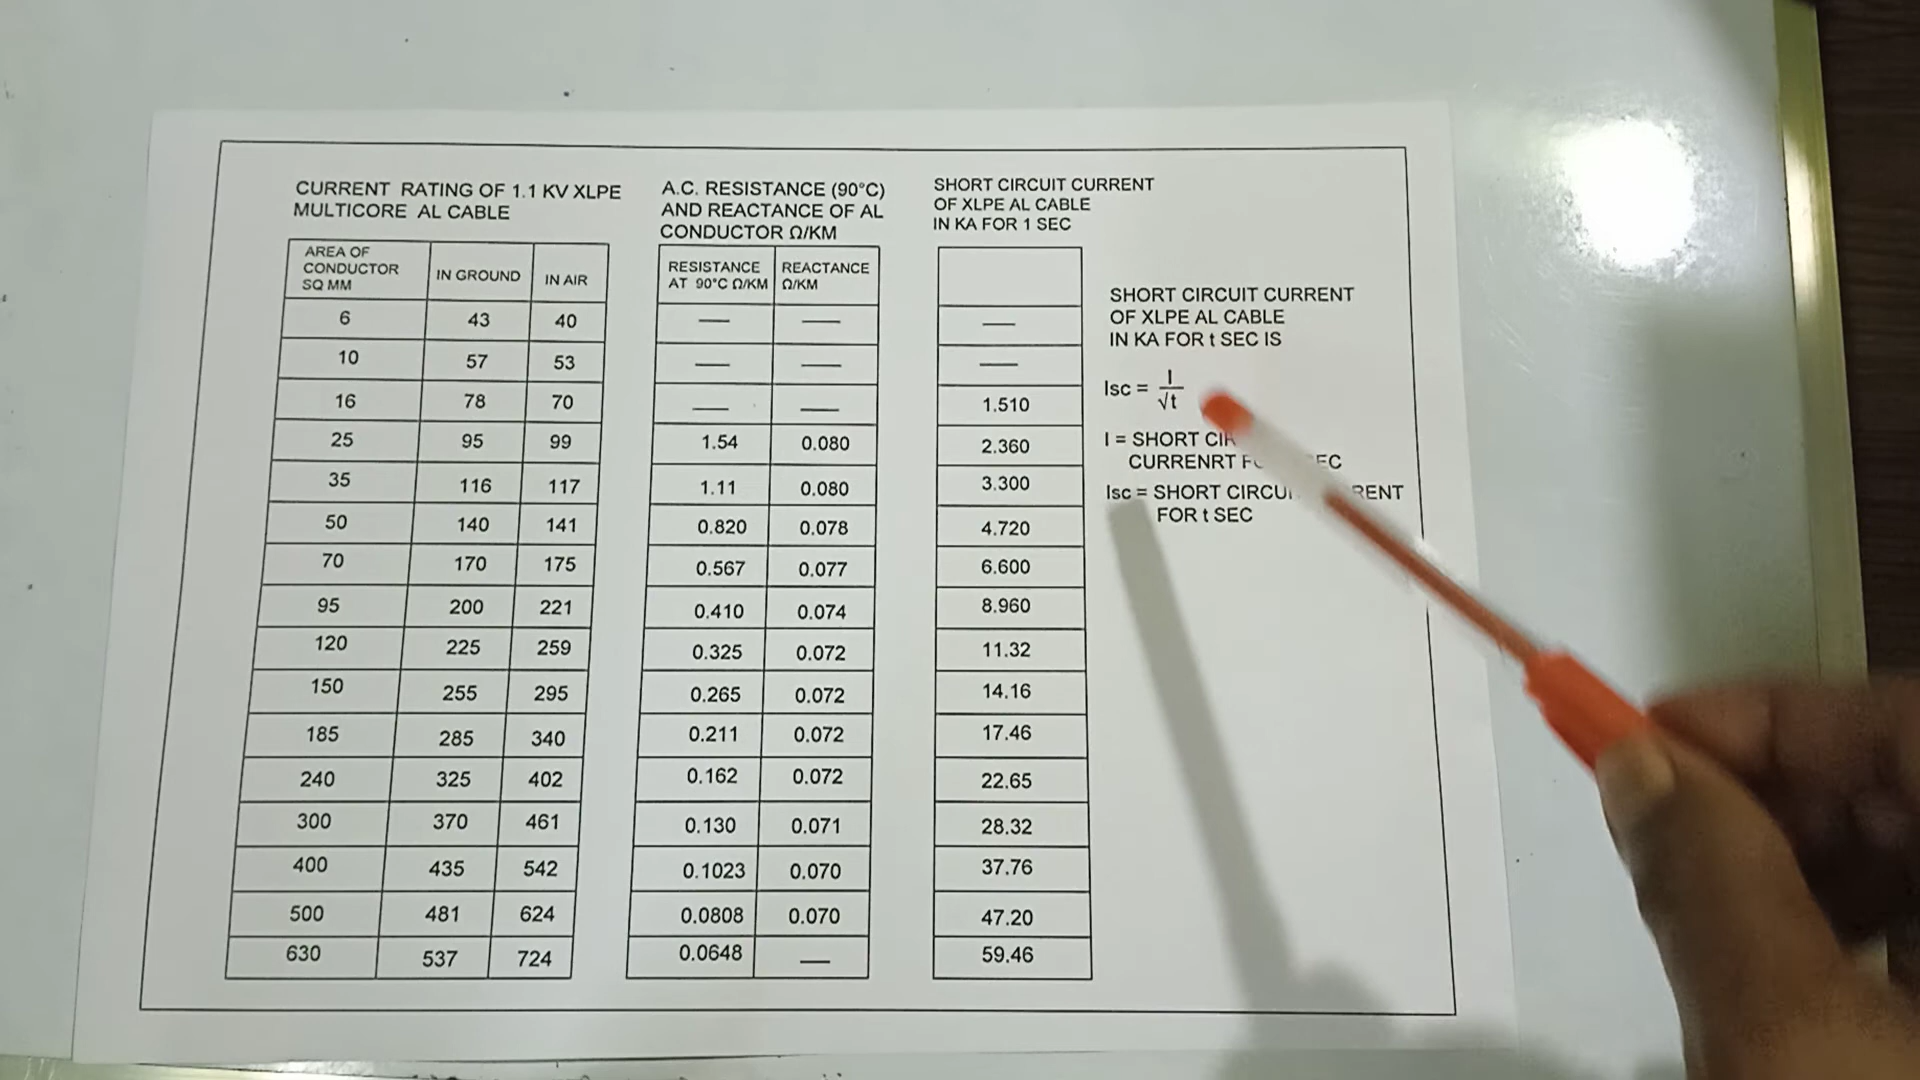 CURRENT RATING OF 1.1 KV XLPE
MULTICORE AL CABLE
AREA OF
CONDUCTOR
SQ MM
IN GROUND
IN AIR
6 43 40
10 57 53
16 78 70
25 95 99
35 116 117
50 140 141
70 170 175
95 200 221
120 225 259
150 255 295
185 285 340
240 325 402
300 370 461
400 435 542
500 481 624
630 537 724
A.C. RESISTANCE (90°C)
AND REACTANCE OF AL
CONDUCTOR Ω/KM
RESISTANCE
AT 90°C Ω/KM
REACTANCE
Ω/KM
— —
— —
— —
1.54 0.080
1.11 0.080
0.820 0.078
0.567 0.077
0.410 0.074
0.325 0.072
0.265 0.072
0.211 0.072
0.162 0.072
0.130 0.071
0.1023 0.070
0.0808 0.070
0.0648 —
SHORT CIRCUIT CURRENT
OF XLPE AL CABLE
IN KA FOR 1 SEC
—
—
1.510
2.360
3.300
4.720
6.600
8.960
11.32
14.16
17.46
22.65
28.32
37.76
47.20
59.46
SHORT CIRCUIT CURRENT
OF XLPE AL CABLE
IN KA FOR t SEC IS
Isc = I/√t
I = SHORT
CURRENRT
Isc = SHORT
FOR t SEC